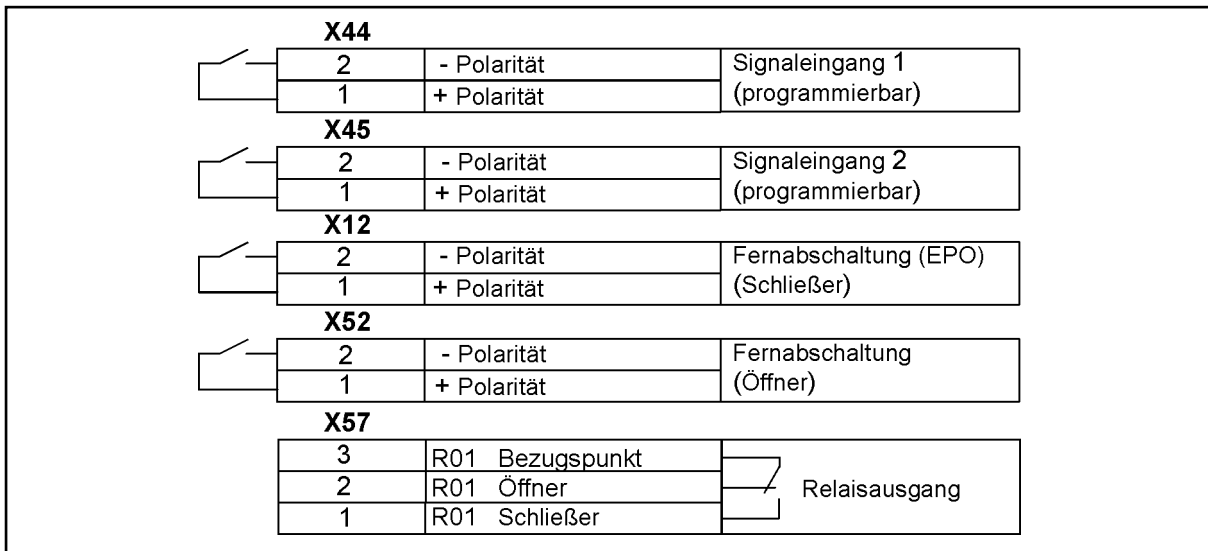 X44
2 - Polarität Signaleingang 1
1 + Polarität (programmierbar)
X45
2 - Polarität Signaleingang 2
1 + Polarität (programmierbar)
X12
2 - Polarität Fernabschaltung (EPO)
1 + Polarität (Schließer)
X52
2 - Polarität Fernabschaltung
1 + Polarität (Öffner)
X57
3 R01 Bezugspunkt
2 R01 Öffner Relaisausgang
1 R01 Schließer